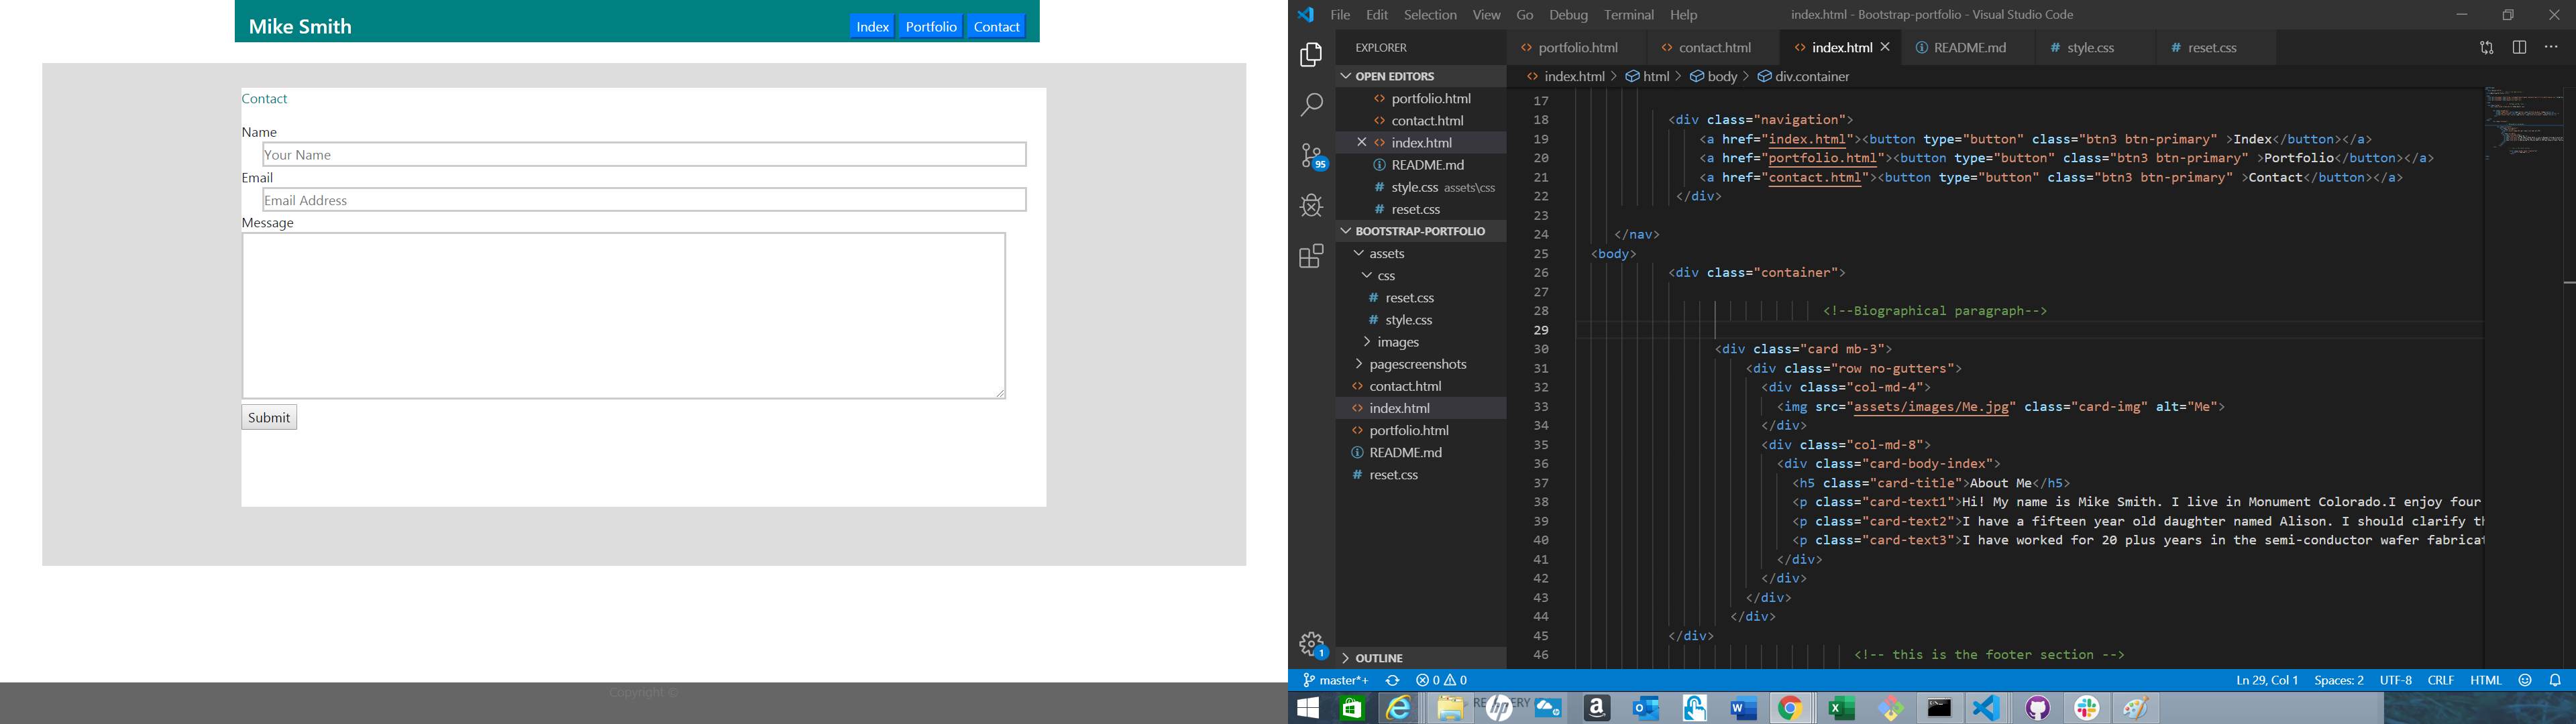 Mike Smith
Index Portfolio Contact
Contact
Name
Your Name
Email
Email Address
Message
Submit
Copyright ©
File Edit Selection View Go Debug Terminal Help
index.html - Bootstrap-portfolio - Visual Studio Code
EXPLORER
OPEN EDITORS
portfolio.html
contact.html
index.html
README.md
style.css assets\css
reset.css
BOOTSTRAP-PORTFOLIO
assets
css
reset.css
style.css
images
pagescreenshots
contact.html
index.html
portfolio.html
README.md
reset.css
OUTLINE
95
1
portfolio.html contact.html index.html README.md style.css reset.css
index.html > html > body > div.container
17
18 <div class="navigation">
19 <a href="index.html"><button type="button" class="btn3 btn-primary" >Index</button></a>
20 <a href="portfolio.html"><button type="button" class="btn3 btn-primary" >Portfolio</button></a>
21 <a href="contact.html"><button type="button" class="btn3 btn-primary" >Contact</button></a>
22 </div>
23
24 </nav>
25 <body>
26 <div class="container">
27
28 <!--Biographical paragraph-->
29
30 <div class="card mb-3">
31 <div class="row no-gutters">
32 <div class="col-md-4">
33 <img src="assets/images/Me.jpg" class="card-img" alt="Me">
34 </div>
35 <div class="col-md-8">
36 <div class="card-body-index">
37 <h5 class="card-title">About Me</h5>
38 <p class="card-text1">Hi! My name is Mike Smith. I live in Monument Colorado.I enjoy four
39 <p class="card-text2">I have a fifteen year old daughter named Alison. I should clarify th
40 <p class="card-text3">I have worked for 20 plus years in the semi-conductor wafer fabricat
41 </div>
42 </div>
43 </div>
44 </div>
45 </div>
46 <!-- this is the footer section -->
master*+ 0 0
Ln 29, Col 1 Spaces: 2 UTF-8 CRLF HTML